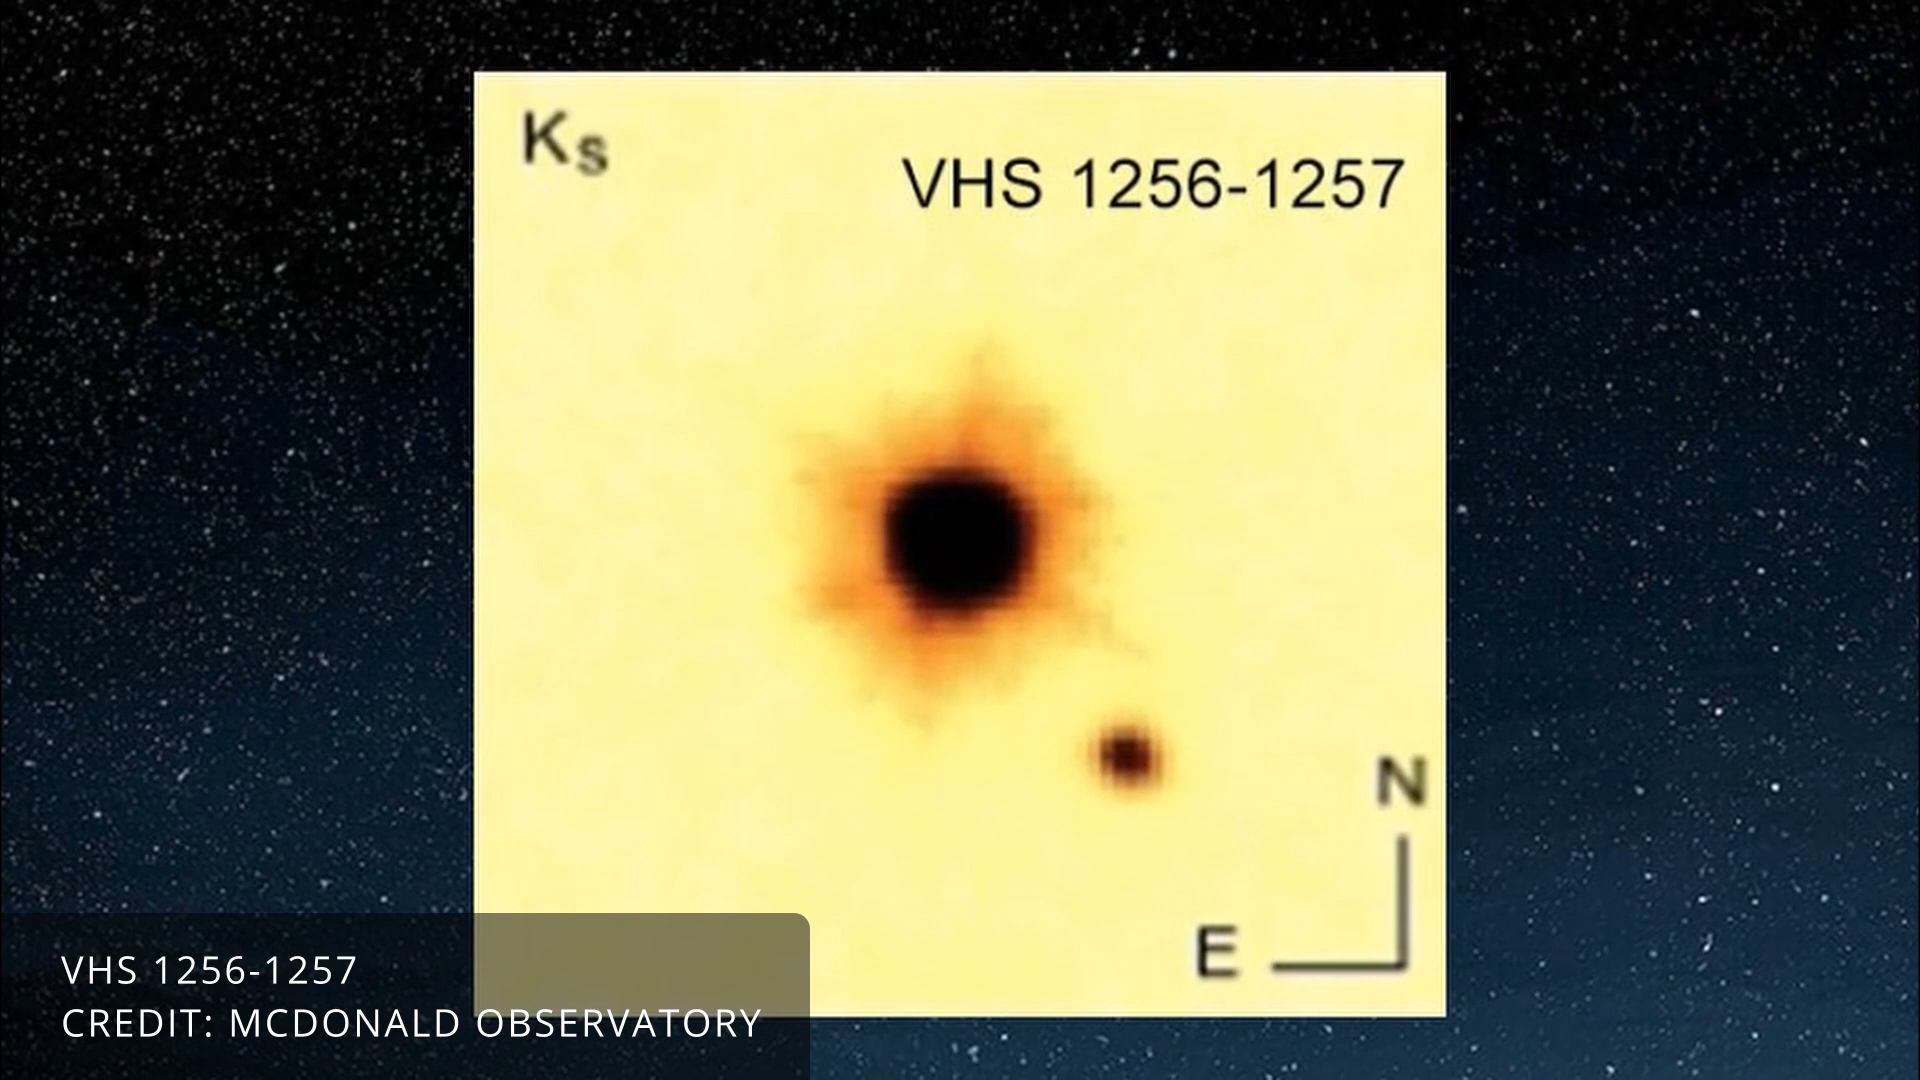 Ks
VHS 1256-1257
N
E
VHS 1256-1257
CREDIT: MCDONALD OBSERVATORY